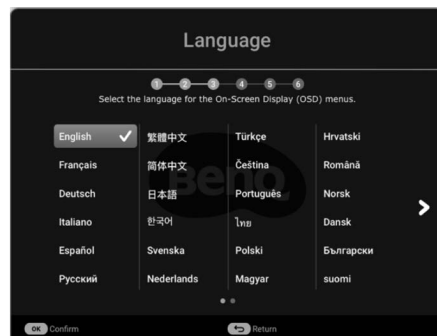 Language
1 2 3 4 5 6
Select the language for the On-Screen Display (OSD) menus.
English 繁體中文 Türkçe Hrvatski
Français 简体中文 Čeština Română
BenQ
Deutsch 日本語 Português Norsk
Italiano 한국어 ไทย Dansk
Español Svenska Polski Български
Русский Nederlands Magyar suomi
OK Confirm Return